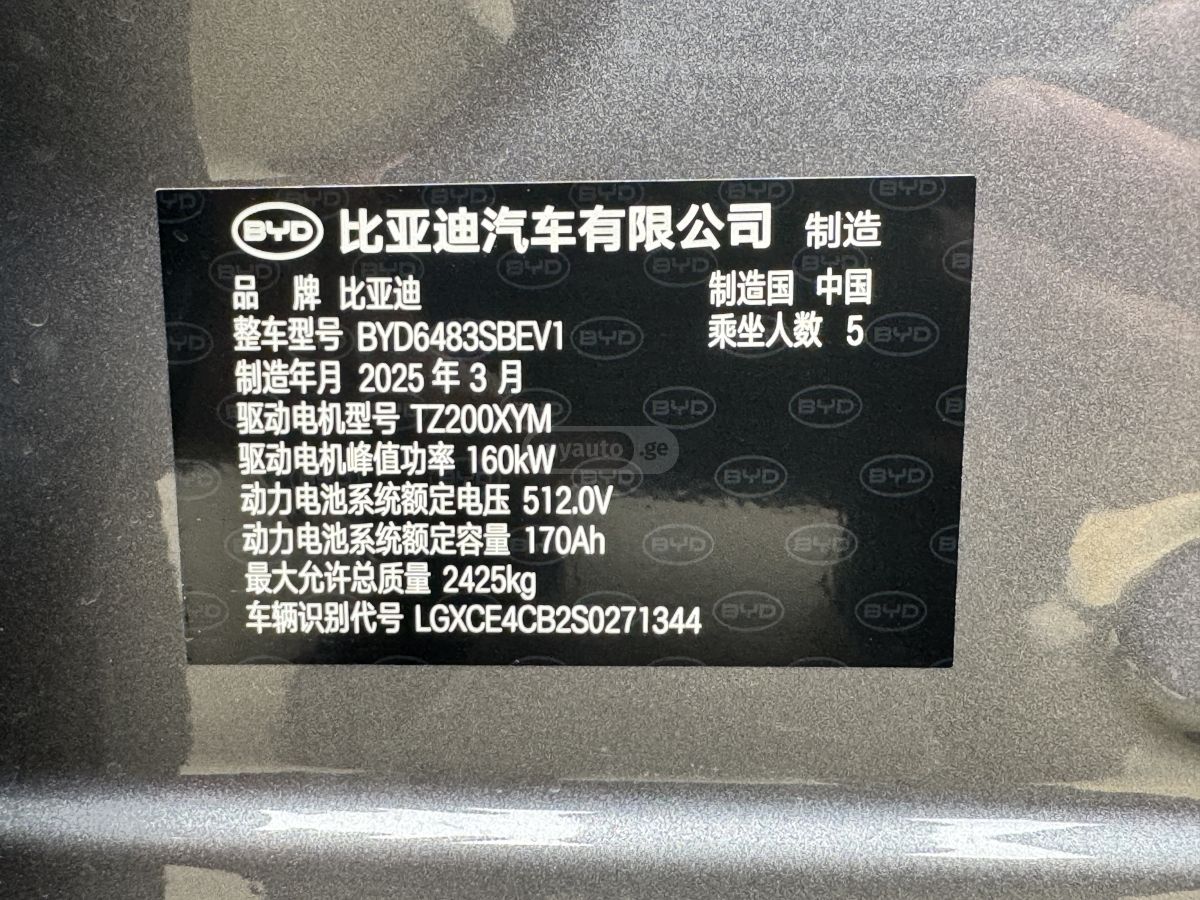 BYD 比亚迪汽车有限公司 制造
品 牌 比亚迪 制造国 中国
整车型号 BYD6483SBEV1 乘坐人数 5
制造年月 2025 年 3 月
驱动电机型号 TZ200XYM
驱动电机峰值功率 160kW
动力电池系统额定电压 512.0V
动力电池系统额定容量 170Ah
最大允许总质量 2425kg
车辆识别代号 LGXCE4CB2S0271344